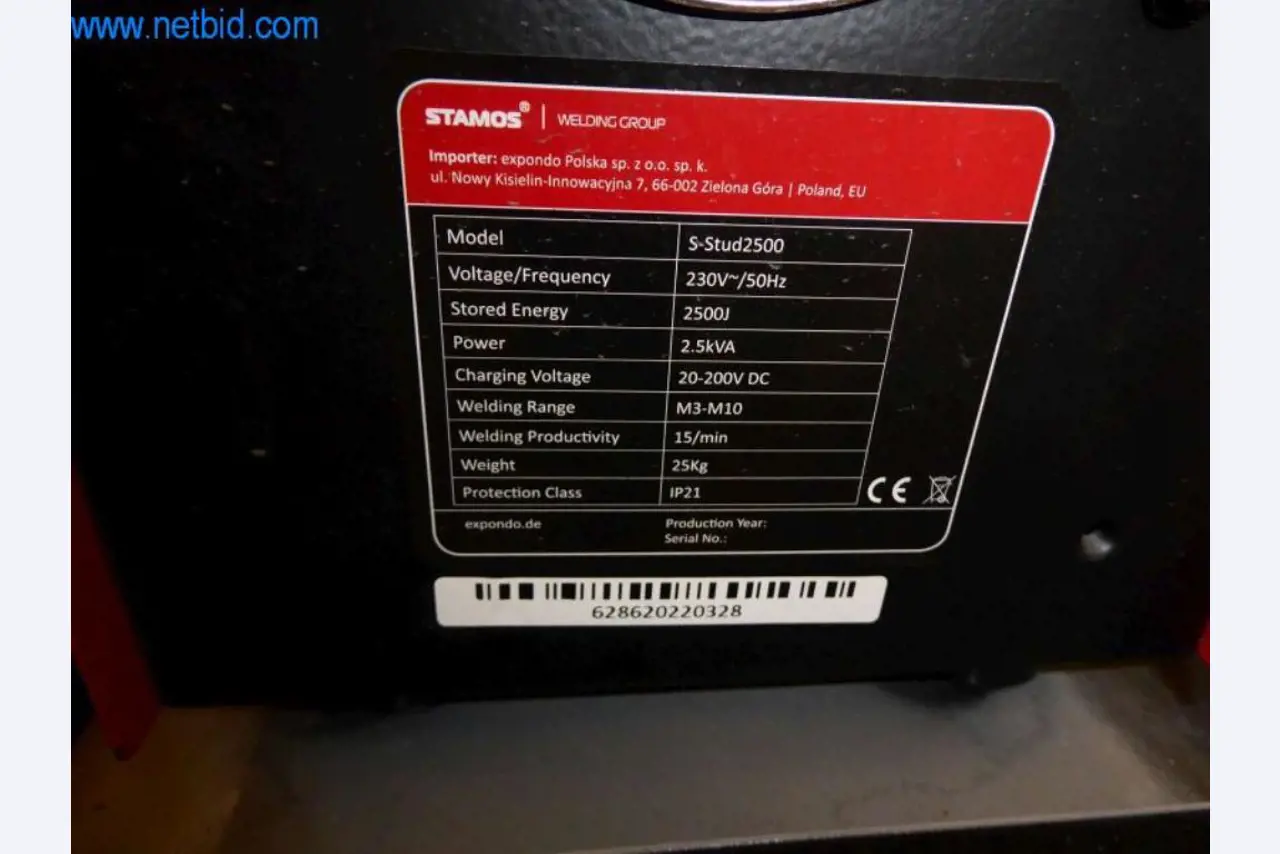 www.netbid.com
STAMOS® | WELDING GROUP
Importer: expondo Polska sp. z o.o. sp. k.
ul. Nowy Kisielin-Innowacyjna 7, 66-002 Zielona Góra | Poland, EU
Model S-Stud2500
Voltage/Frequency 230V~/50Hz
Stored Energy 2500J
Power 2.5kVA
Charging Voltage 20-200V DC
Welding Range M3-M10
Welding Productivity 15/min
Weight 25Kg
Protection Class IP21
CE
expondo.de Production Year:
Serial No.:
628620220328